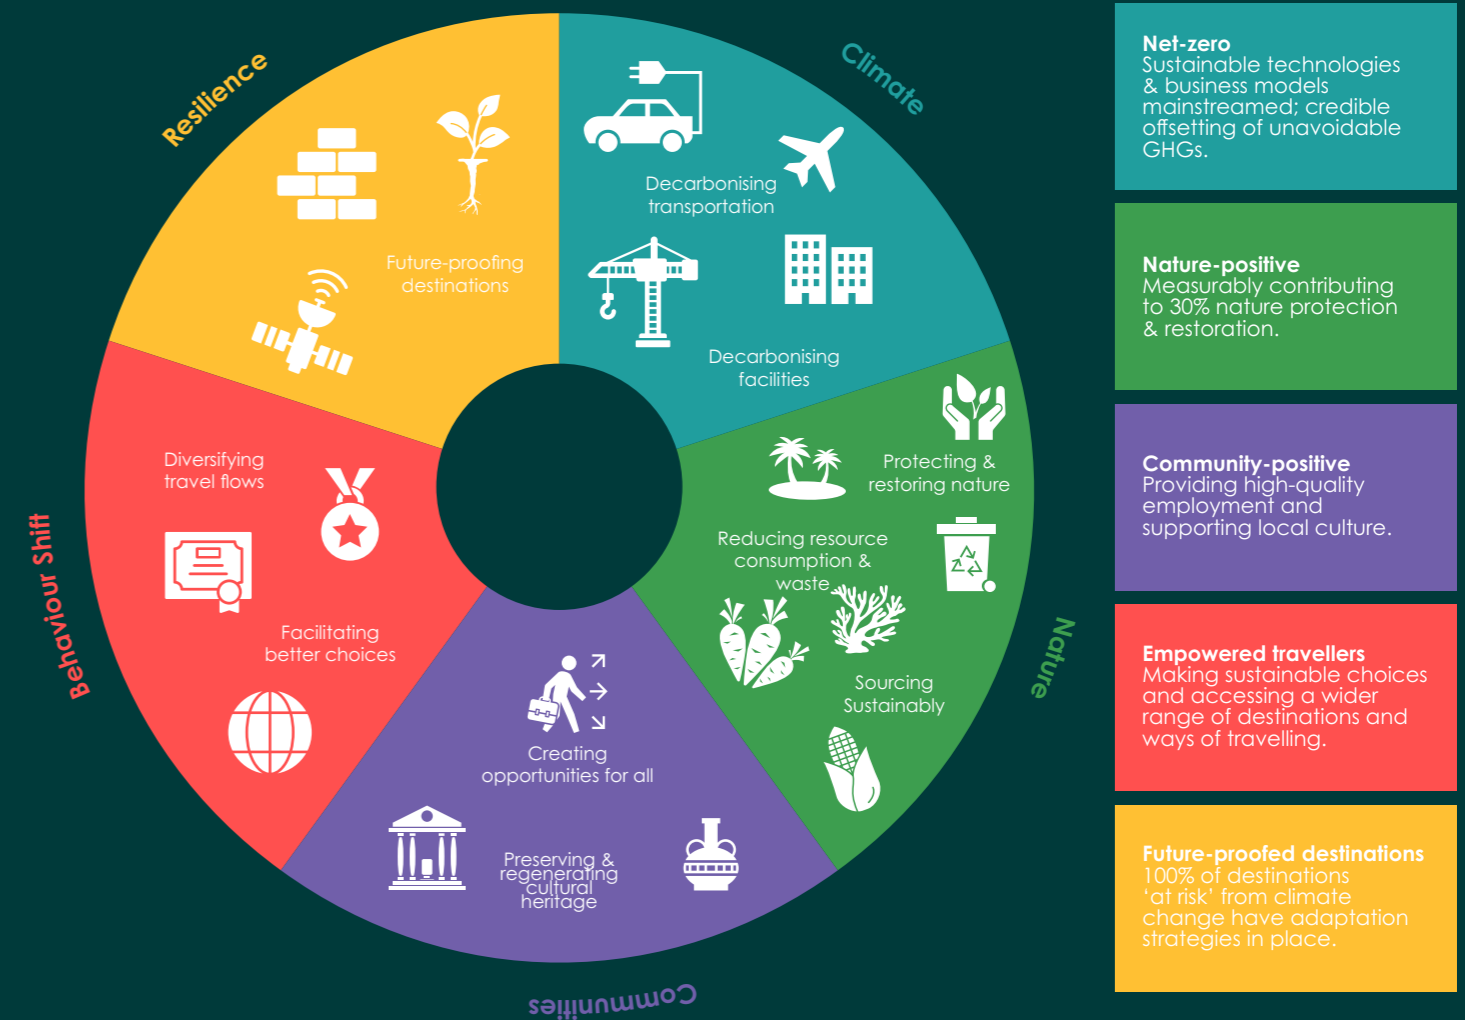 Resilience
Climate
Decarbonising
transportation
Future-proofing
destinations
Decarbonising
facilities
Diversifying
travel flows
Protecting &
restoring nature
Reducing resource
consumption &
waste
Behaviour Shift
Facilitating
better choices
Nature
Sourcing
Sustainably
Creating
opportunities for all
Preserving &
regenerating
cultural
heritage
Communities
Net-zero
Sustainable technologies
& business models
mainstreamed; credible
offsetting of unavoidable
GHGs.
Nature-positive
Measurably contributing
to 30% nature protection
& restoration.
Community-positive
Providing high-quality
employment and
supporting local culture.
Empowered travellers
Making sustainable choices
and accessing a wider
range of destinations and
ways of travelling.
Future-proofed destinations
100% of destinations
‘at risk’ from climate
change have adaptation
strategies in place.